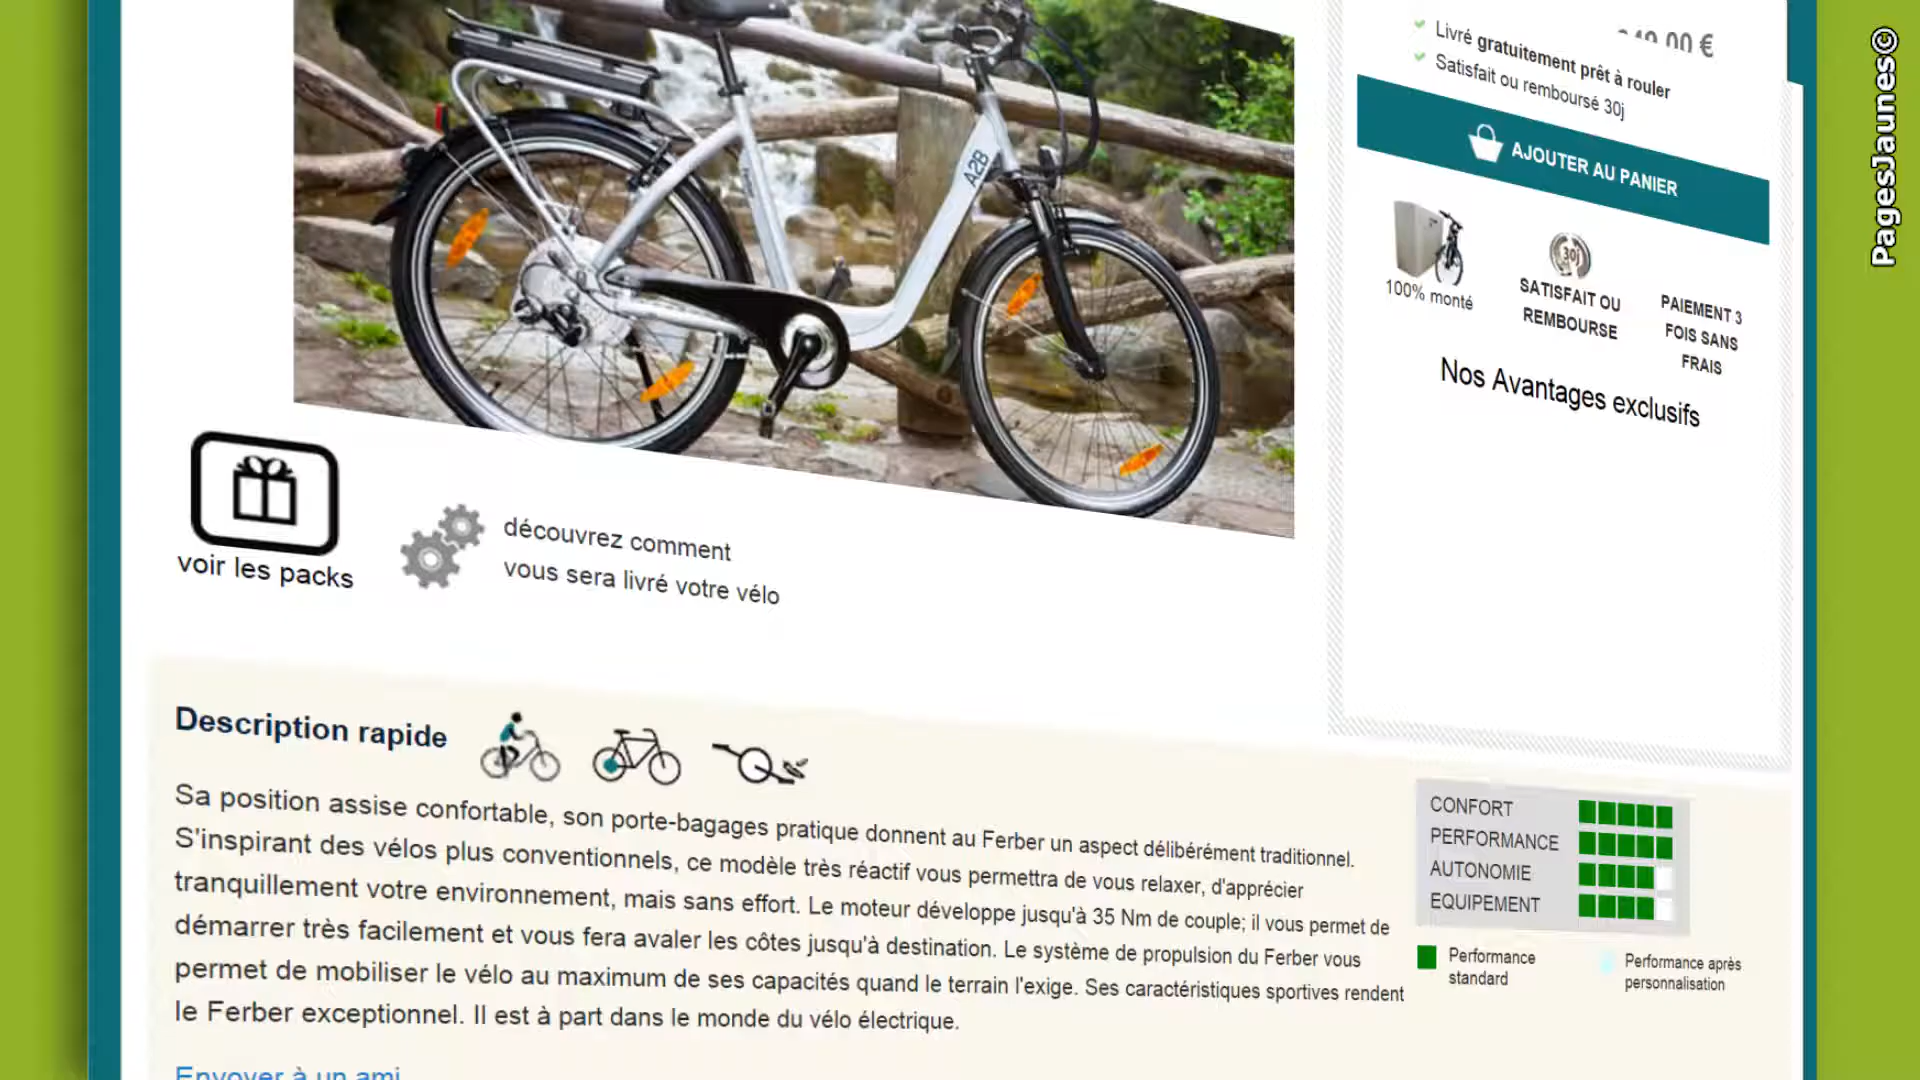 Livré gratuitement prêt à rouler
Satisfait ou remboursé 30j
AJOUTER AU PANIER
A2B
30j
100% monté
SATISFAIT OU
REMBOURSE
PAIEMENT 3
FOIS SANS
FRAIS
Nos Avantages exclusifs
voir les packs
découvrez comment
vous sera livré votre vélo
Description rapide
Sa position assise confortable, son porte-bagages pratique donnent au Ferber un aspect délibérément traditionnel.
S'inspirant des vélos plus conventionnels, ce modèle très réactif vous permettra de vous relaxer, d'apprécier
tranquillement votre environnement, mais sans effort. Le moteur développe jusqu'à 35 Nm de couple; il vous permet de
démarrer très facilement et vous fera avaler les côtes jusqu'à destination. Le système de propulsion du Ferber vous
permet de mobiliser le vélo au maximum de ses capacités quand le terrain l'exige. Ses caractéristiques sportives rendent
le Ferber exceptionnel. Il est à part dans le monde du vélo électrique.
Envoyer à un ami
CONFORT
PERFORMANCE
AUTONOMIE
EQUIPEMENT
Performance
standard
Performance après
personnalisation
PagesJaunes©